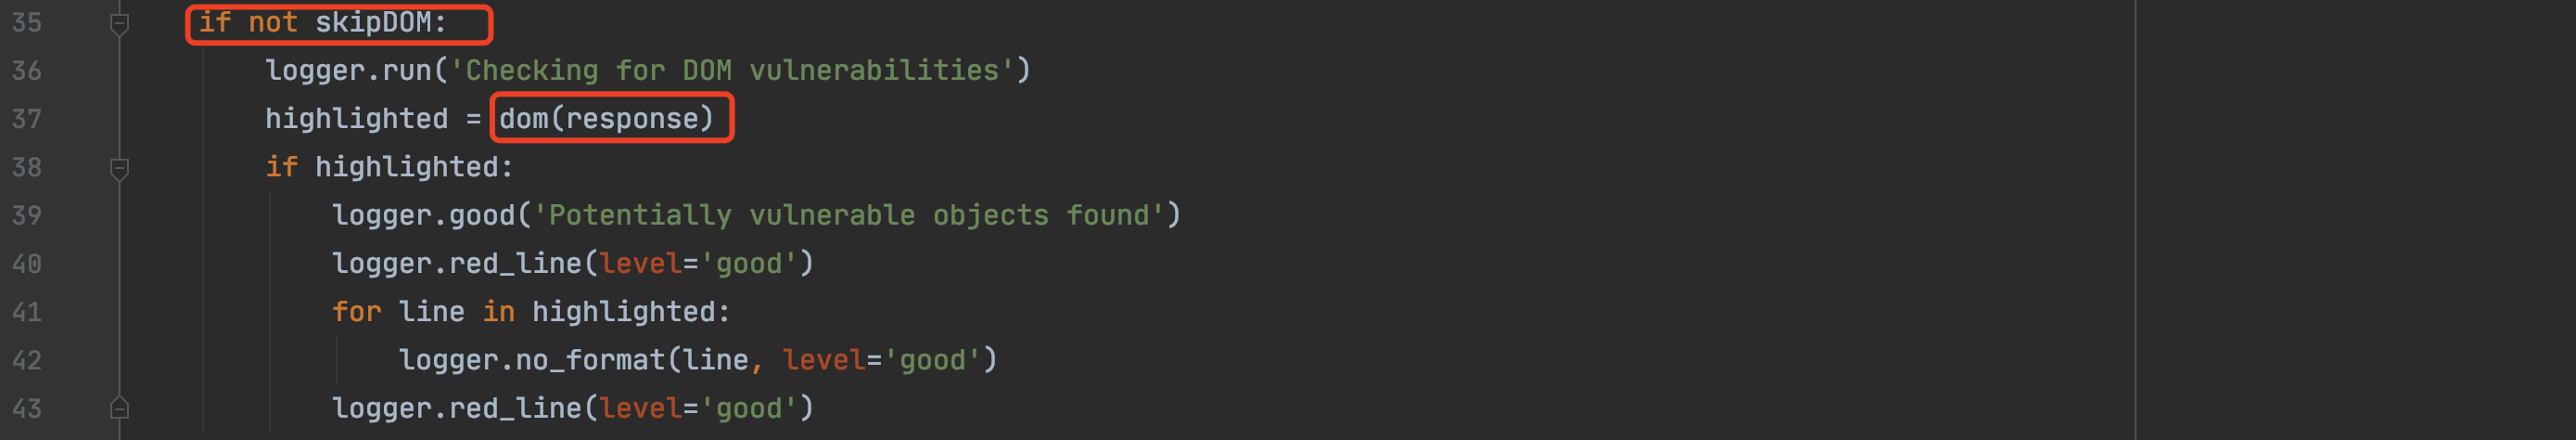 35 if not skipDOM:
36 logger.run('Checking for DOM vulnerabilities')
37 highlighted = dom(response)
38 if highlighted:
39 logger.good('Potentially vulnerable objects found')
40 logger.red_line(level='good')
41 for line in highlighted:
42 logger.no_format(line, level='good')
43 logger.red_line(level='good')